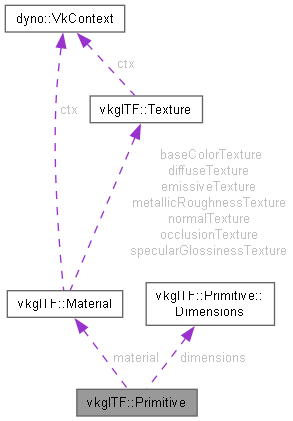 dyno::VkContext
ctx
vkglTF::Texture
ctx
baseColorTexture
diffuseTexture
emissiveTexture
metallicRoughnessTexture
normalTexture
occlusionTexture
specularGlossinessTexture
vkglTF::Material
vkglTF::Primitive::
Dimensions
material
dimensions
vkglTF::Primitive